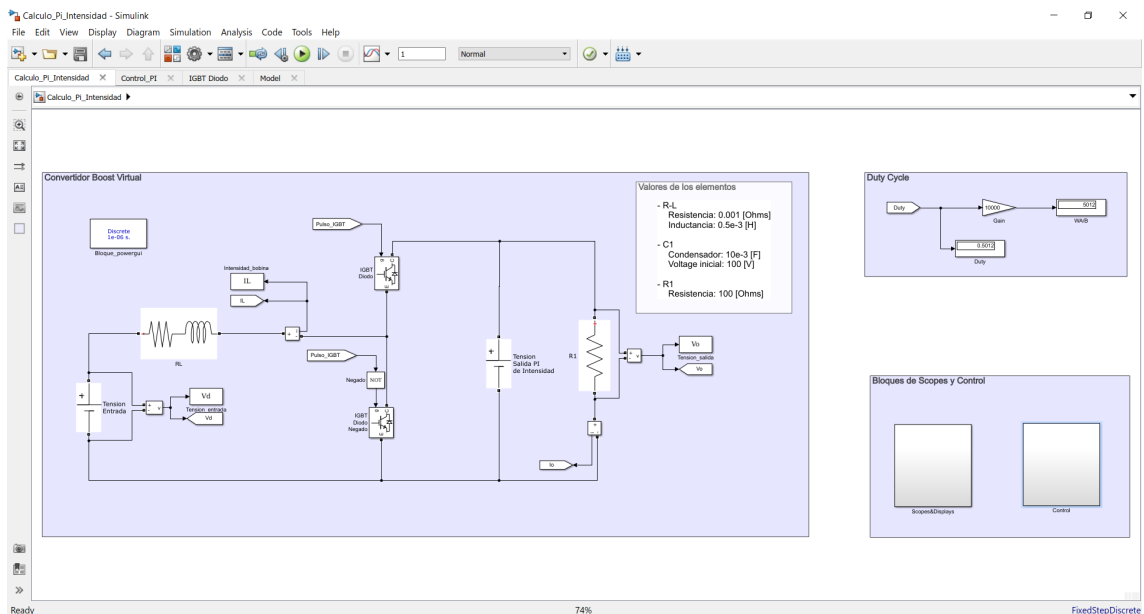 Calculo_Pi_Intensidad - Simulink
File Edit View Display Diagram Simulation Analysis Code Tools Help
1
Normal
Calculo_Pi_Intensidad
Control_PI
IGBT Diodo
Model
Calculo_Pi_Intensidad
Convertidor Boost Virtual
Discrete
1e-06 s.
Bloque_powergui
Pulso_IGBT
IGBT
Diodo
Intensidad_bobina
IL
IL
RL
Pulso_IGBT
Negado
NOT
IGBT
Diodo
Negado
Tension
Entrada
Vd
Tension_entrada
Vd
Tension
Salida PI
de Intensidad
R1
Vo
Tension_salida
Vo
Io
Valores de los elementos
- R-L
Resistencia: 0.001 [Ohms]
Inductancia: 0.5e-3 [H]
- C1
Condensador: 10e-3 [F]
Voltage inicial: 100 [V]
- R1
Resistencia: 100 [Ohms]
Duty Cycle
Duty
10000
Gain
5012
WA/B
0.5012
Duty
Bloques de Scopes y Control
Scopes&Displays
Control
Ready
74%
FixedStepDiscrete